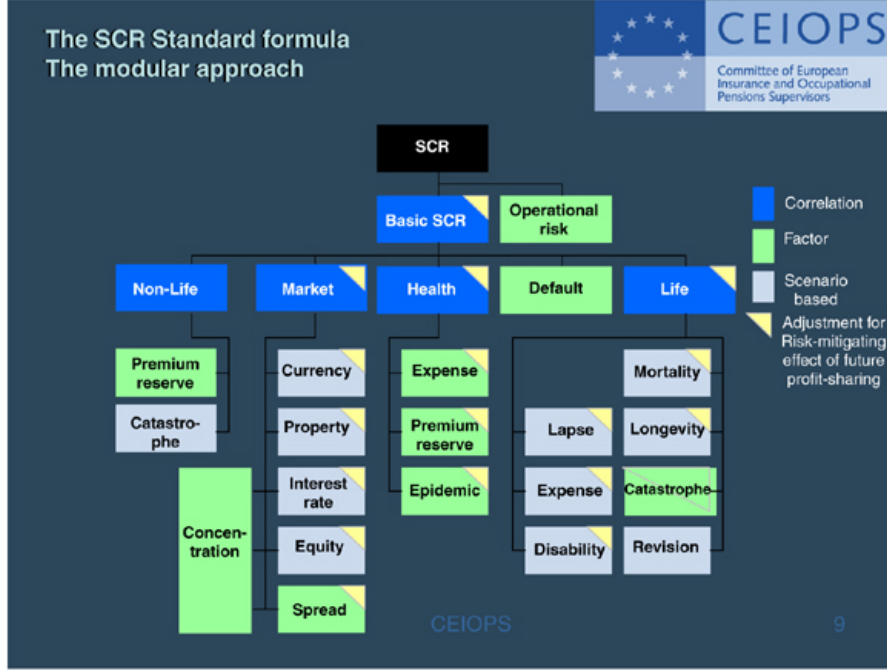 The SCR Standard formula
The modular approach
CEIOPS
Committee of European
Insurance and Occupational
Pensions Supervisors
SCR
Basic SCR
Operational
risk
Correlation
Factor
Scenario
based
Adjustment for
Risk-mitigating
effect of future
profit-sharing
Non-Life
Market
Health
Default
Life
Premium
reserve
Catastro-
phe
Concen-
tration
Currency
Property
Interest
rate
Equity
Spread
Expense
Premium
reserve
Epidemic
Lapse
Expense
Disability
Mortality
Longevity
Catastrophe
Revision
CEIOPS
9